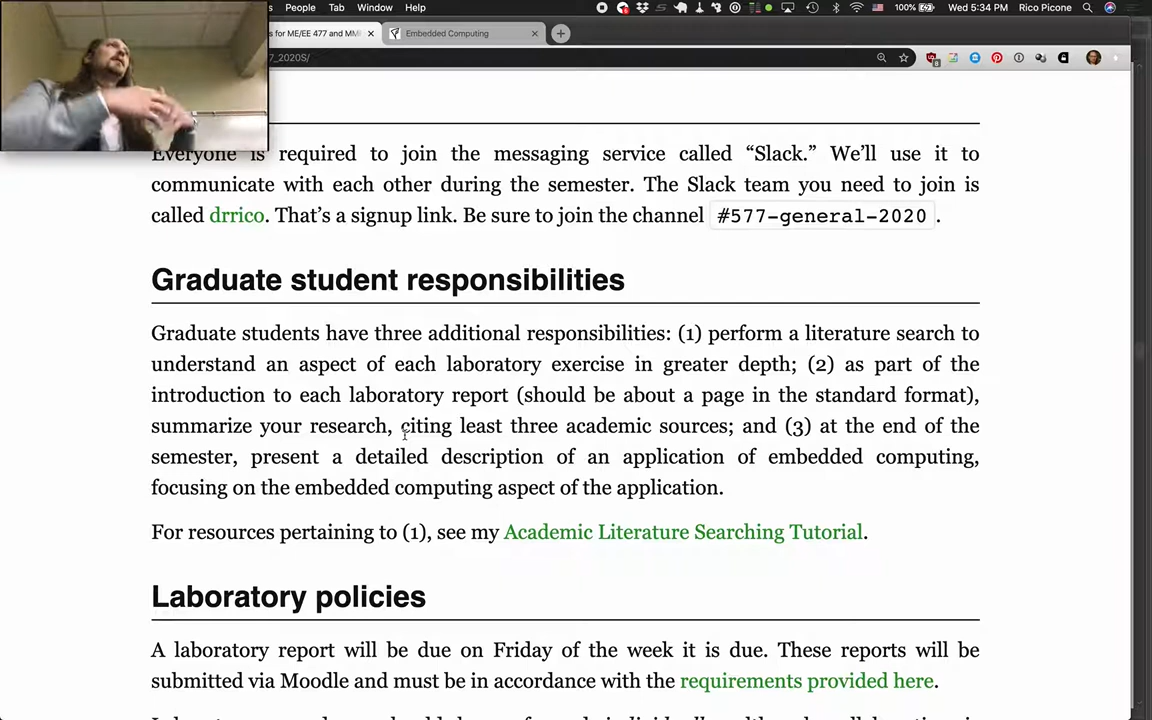 People Tab Window Help 100% Wed 5:34 PM Rico Picone
s for ME/EE 477 and MM Embedded Computing
7_2020S/
Everyone is required to join the messaging service called “Slack.” We’ll use it to
communicate with each other during the semester. The Slack team you need to join is
called drrico. That’s a signup link. Be sure to join the channel #577-general-2020 .
Graduate student responsibilities
Graduate students have three additional responsibilities: (1) perform a literature search to
understand an aspect of each laboratory exercise in greater depth; (2) as part of the
introduction to each laboratory report (should be about a page in the standard format),
summarize your research, citing least three academic sources; and (3) at the end of the
semester, present a detailed description of an application of embedded computing,
focusing on the embedded computing aspect of the application.
For resources pertaining to (1), see my Academic Literature Searching Tutorial.
Laboratory policies
A laboratory report will be due on Friday of the week it is due. These reports will be
submitted via Moodle and must be in accordance with the requirements provided here.